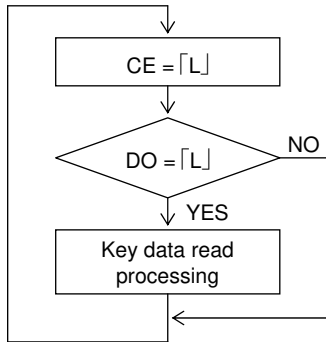 CE =「L」
DO =「L」
NO
YES
Key data read
processing